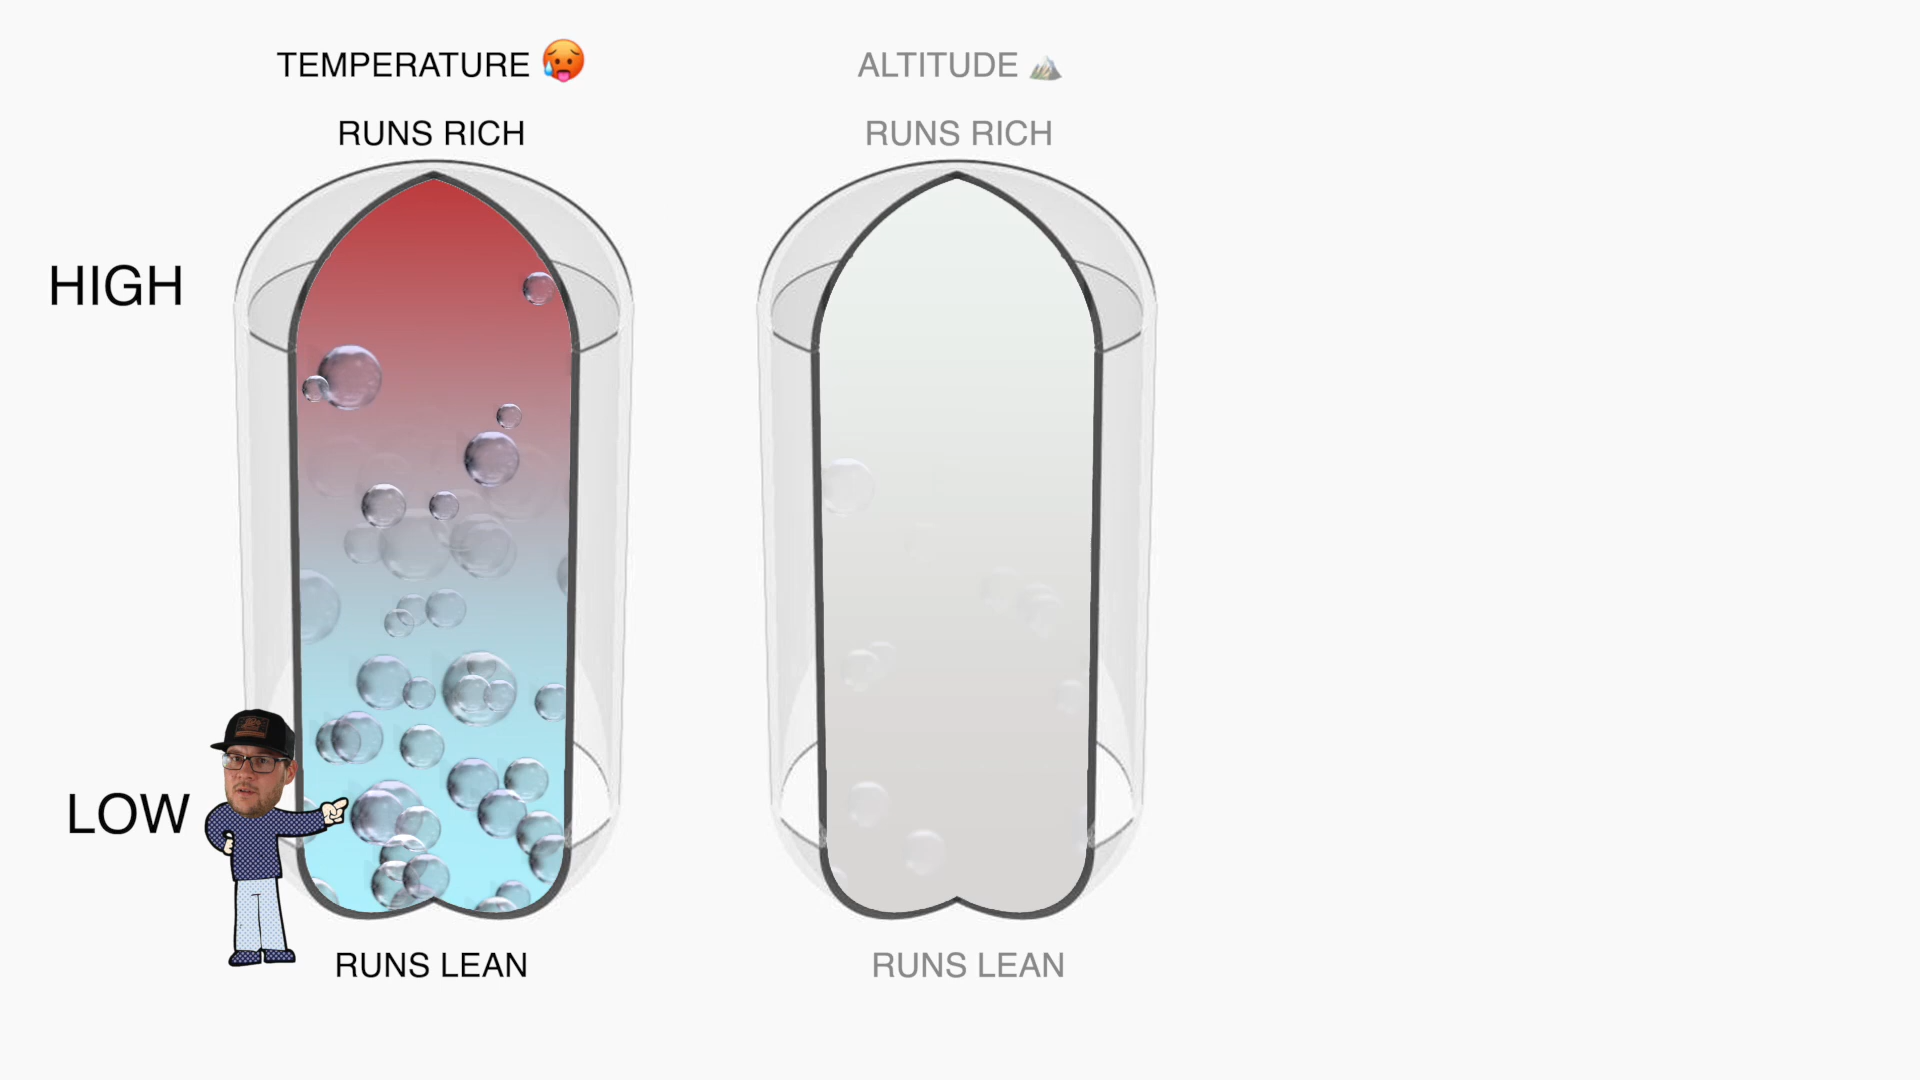 TEMPERATURE 🥵
ALTITUDE ⛰️
RUNS RICH
RUNS RICH
HIGH
LOW
RUNS LEAN
RUNS LEAN